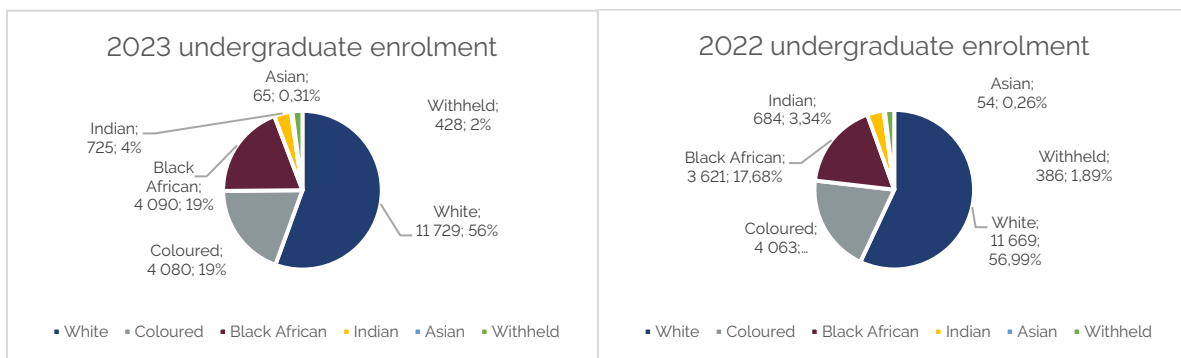 2023 undergraduate enrolment
Asian;
65; 0,31%
Withheld;
428; 2%
Indian;
725; 4%
Black
African;
4 090; 19%
White;
11 729; 56%
Coloured;
4 080; 19%
White Coloured Black African Indian Asian Withheld
2022 undergraduate enrolment
Asian;
54; 0,26%
Indian;
684; 3,34%
Black African;
3 621; 17,68%
Withheld;
386; 1,89%
White;
11 669;
56,99%
Coloured;
4 063;...
White Coloured Black African Indian Asian Withheld